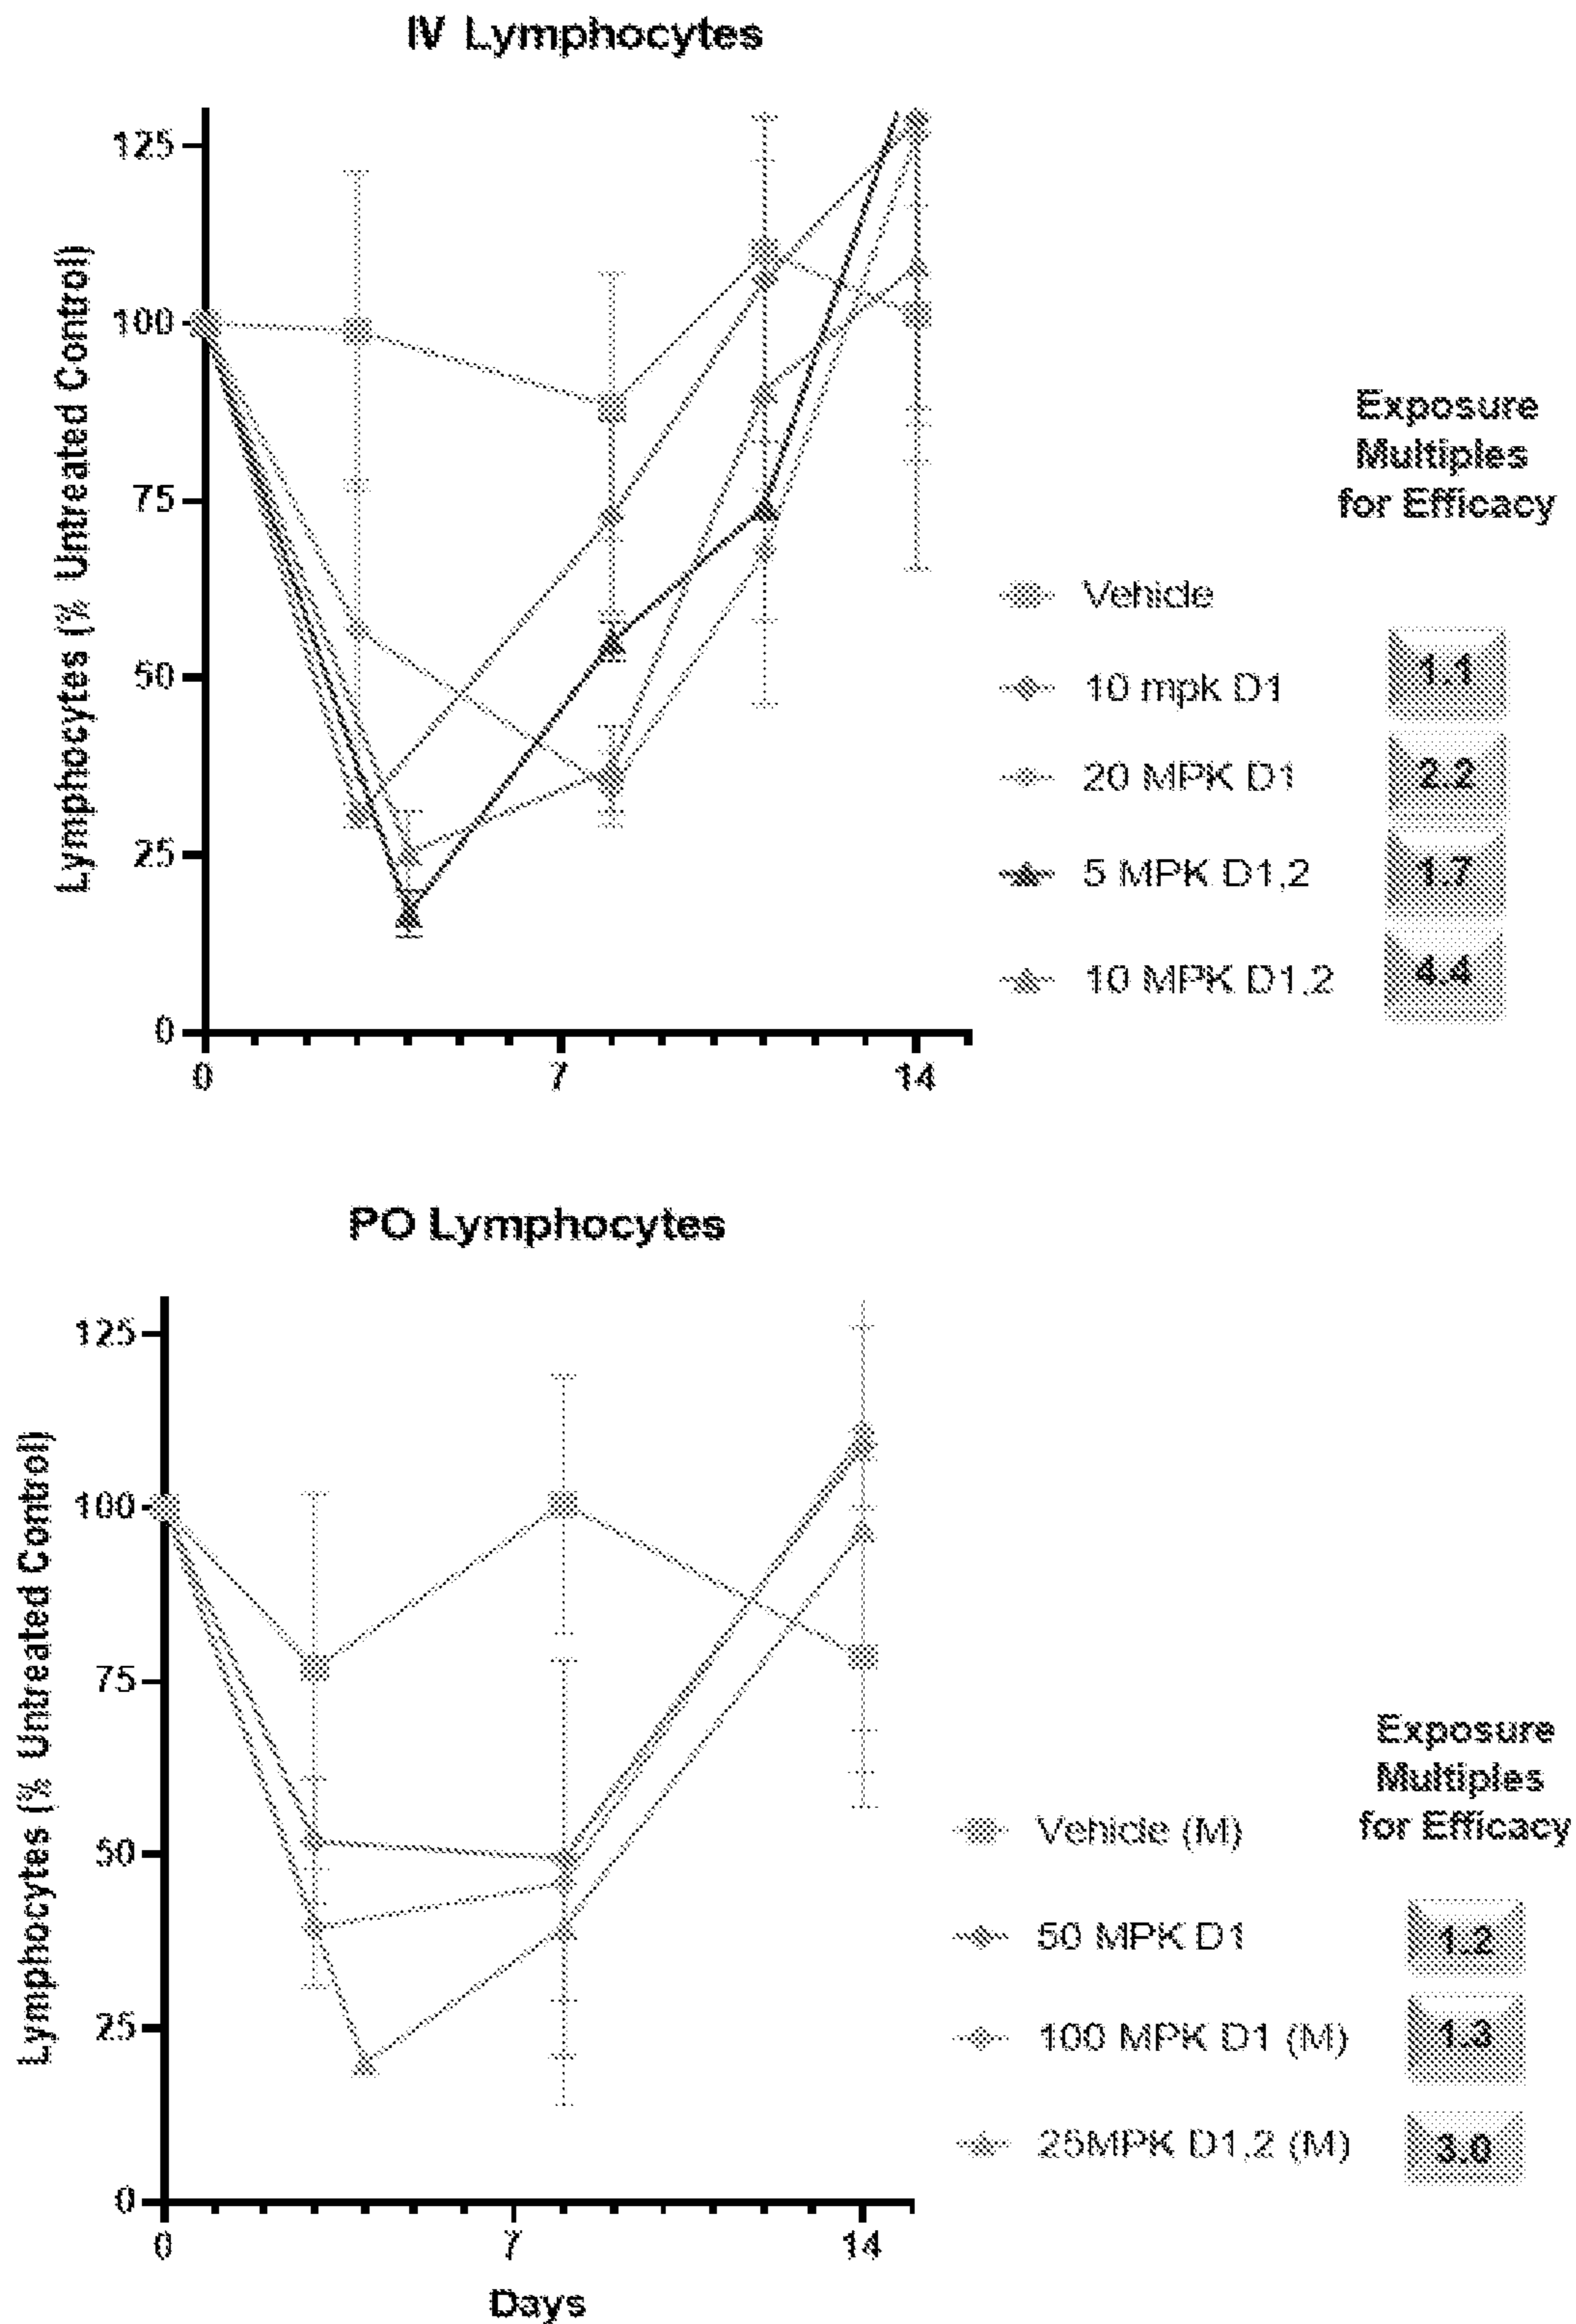 IV Lymphocytes
Lymphocytes (% Untreated Control)
125
100
75
50
25
0
0 7 14
Exposure
Multiples
for Efficacy
Vehicle
10 mpk D1 1.1
20 MPK D1 2.2
5 MPK D1,2 1.7
10 MPK D1,2 4.4
PO Lymphocytes
Lymphocytes (% Untreated Control)
125
100
75
50
25
0
0 7 14
Days
Exposure
Multiples
for Efficacy
Vehicle (M)
50 MPK D1 1.2
100 MPK D1 (M) 1.3
25MPK D1,2 (M) 3.0